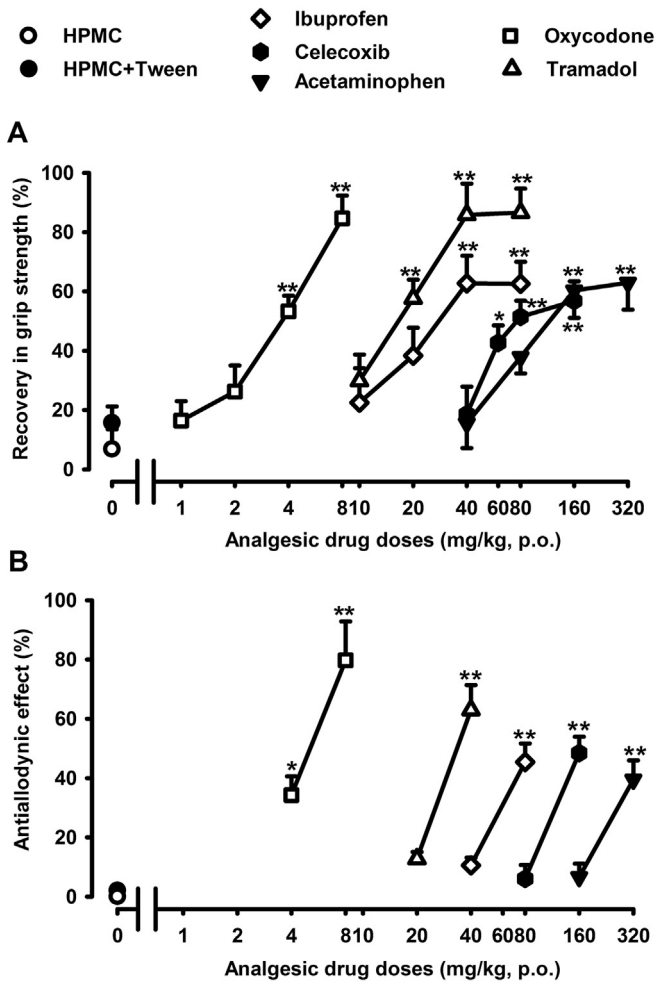 HPMC
HPMC+Tween
Ibuprofen
Celecoxib
Acetaminophen
Oxycodone
Tramadol
A
Recovery in grip strength (%)
100
80
60
40
20
0
**
**
**
**
**
**
**
*
**
**
**
**
0 1 2 4 8 10 20 40 60 80 160 320
Analgesic drug doses (mg/kg, p.o.)
B
Antiallodynic effect (%)
100
80
60
40
20
0
*
**
**
**
**
**
0 1 2 4 8 10 20 40 60 80 160 320
Analgesic drug doses (mg/kg, p.o.)